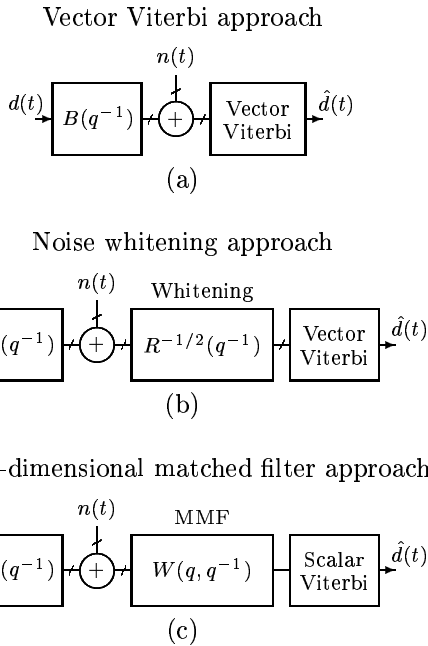 Vector Viterbi approach
n(t)
d(t)
B(q⁻¹)
+
Vector
Viterbi
d̂(t)
(a)
Noise whitening approach
n(t)
Whitening
(q⁻¹)
+
R^{-1/2}(q⁻¹)
Vector
Viterbi
d̂(t)
(b)
-dimensional matched filter approach
n(t)
MMF
(q⁻¹)
+
W(q, q⁻¹)
Scalar
Viterbi
d̂(t)
(c)